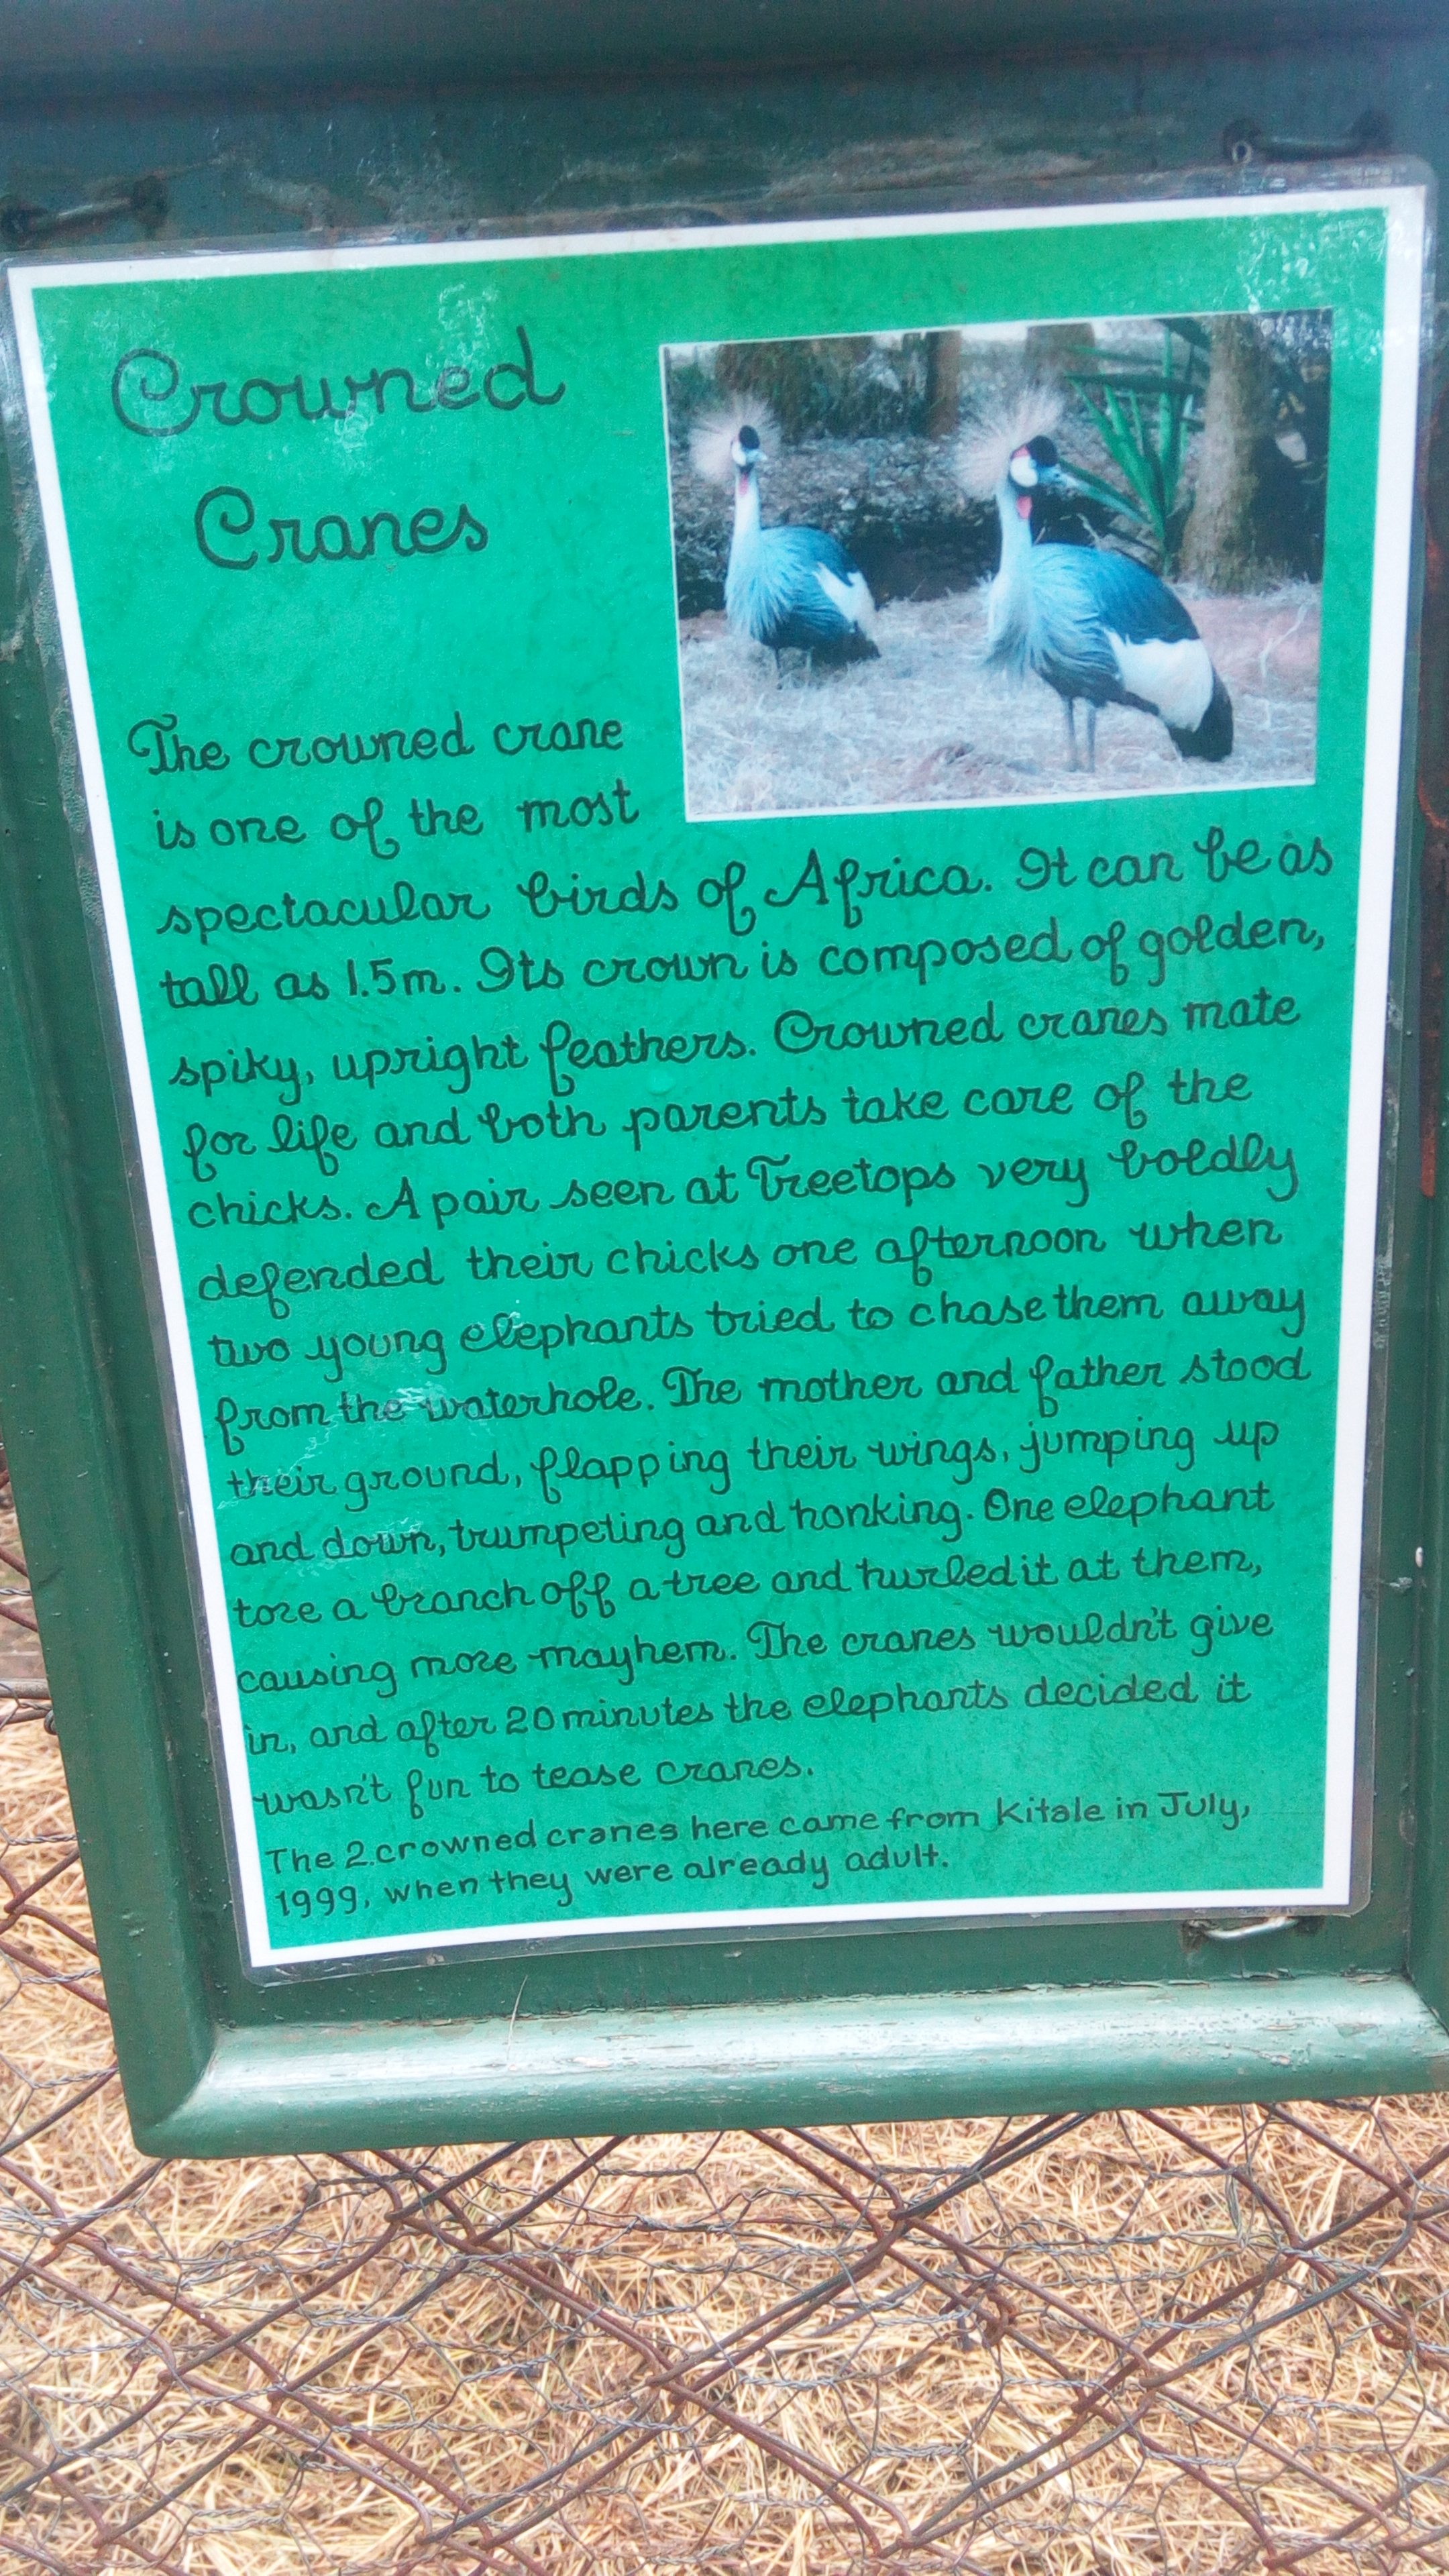 Crowned
Cranes
The crowned crane
is one of the most
spectacular birds of Africa. It can be as
tall as 1.5m. Its crown is composed of golden,
spiky, upright feathers. Crowned cranes mate
for life and both parents take care of the
chicks. A pair seen at Treetops very boldly
defended their chicks one afternoon when
two young elephants tried to chase them away
from the waterhole. The mother and father stood
their ground, flapping their wings, jumping up
and down, trumpeting and honking. One elephant
tore a branch off a tree and hurled it at them,
causing more mayhem. The cranes wouldn't give
in, and after 20 minutes the elephants decided it
wasn't fun to tease cranes.
The 2 crowned cranes here came from Kitale in July,
1999, when they were already adult.